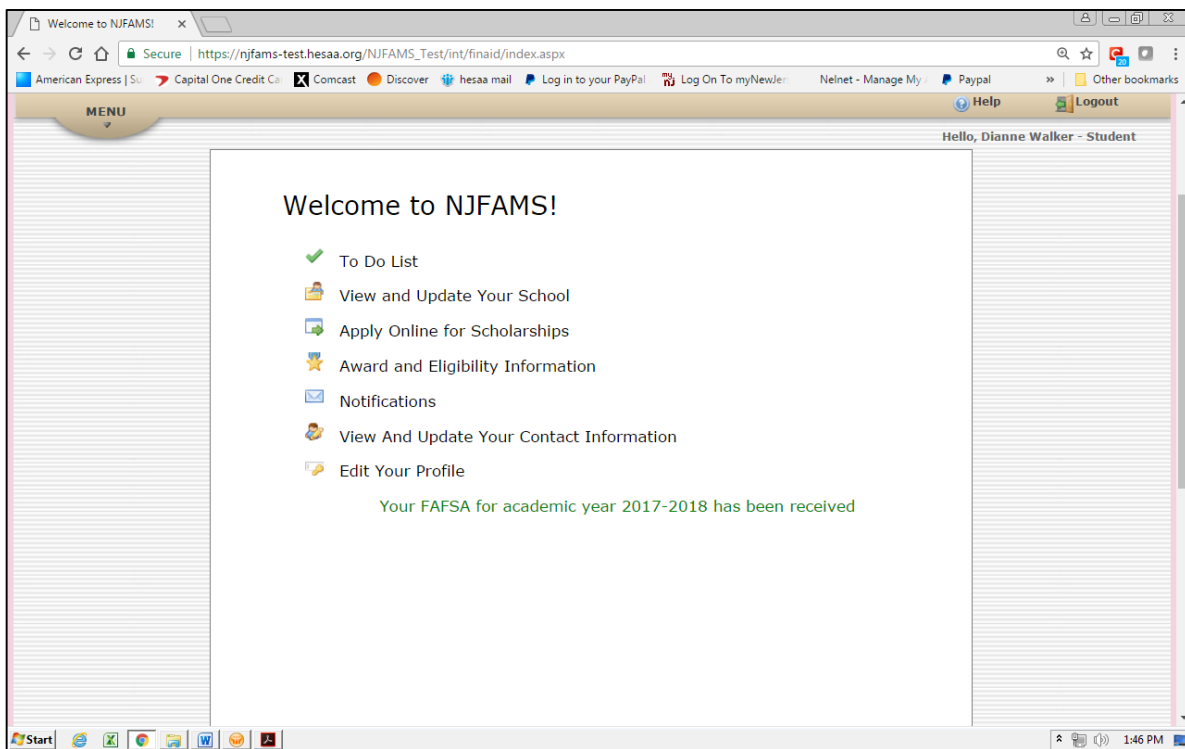 Welcome to NJFAMS!
Secure | https://njfams-test.hesaa.org/NJFAMS_Test/int/finaid/index.aspx
20
American Express | Su Capital One Credit Ca Comcast Discover hesaa mail Log in to your PayPal Log On To myNewJer Nelnet - Manage My Paypal » Other bookmarks
MENU
Help Logout
Hello, Dianne Walker - Student
Welcome to NJFAMS!
To Do List
View and Update Your School
Apply Online for Scholarships
Award and Eligibility Information
Notifications
View And Update Your Contact Information
Edit Your Profile
Your FAFSA for academic year 2017-2018 has been received
Start 1:46 PM